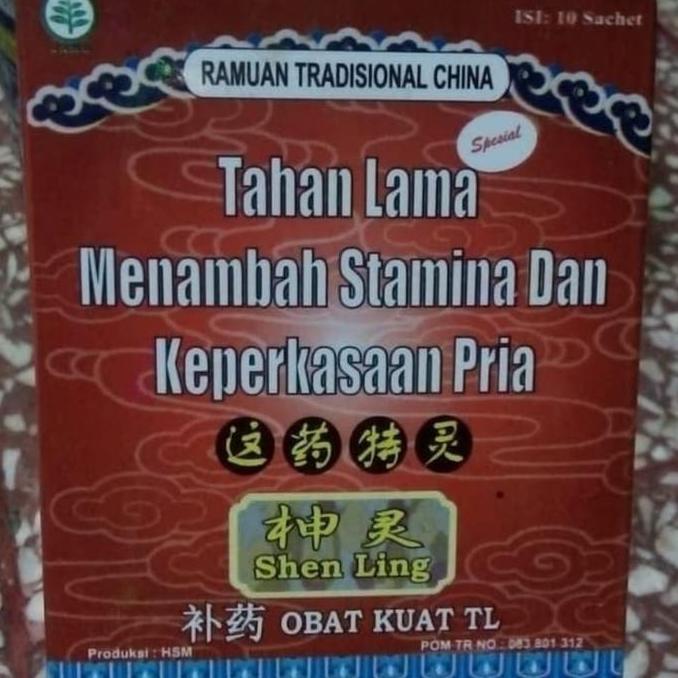 ISI: 10 Sachet
RAMUAN TRADISIONAL CHINA
Spesial
Tahan Lama
Menambah Stamina Dan
Keperkasaan Pria
这药特灵
柛灵
Shen Ling
补药 OBAT KUAT TL
Produksi : HSM
POM TR NO : 083 801 312